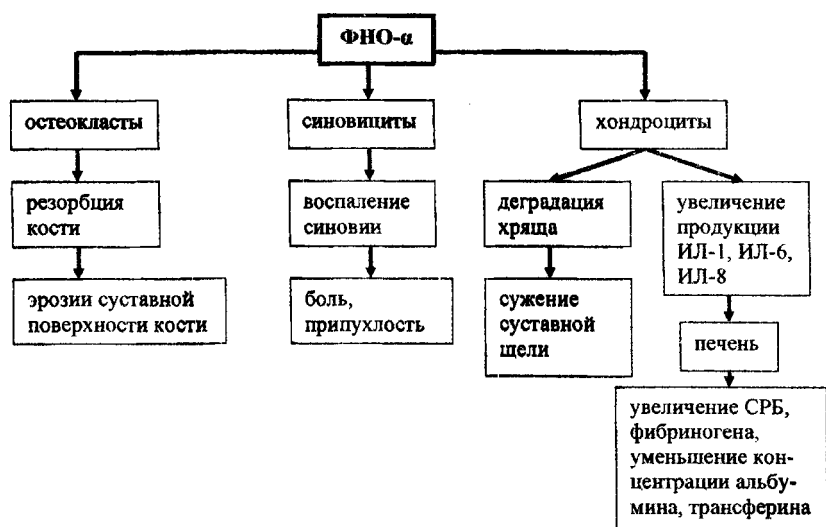 ФНО-α
остеокласты
синовициты
хондроциты
резорбция
кости
воспаление
синовии
деградация
хряща
увеличение
продукции
ИЛ-1, ИЛ-6,
ИЛ-8
эрозии суставной
поверхности кости
боль,
припухлость
сужение
суставной
щели
печень
увеличение СРБ,
фибриногена,
уменьшение кон-
центрации альбу-
мина, трансферина